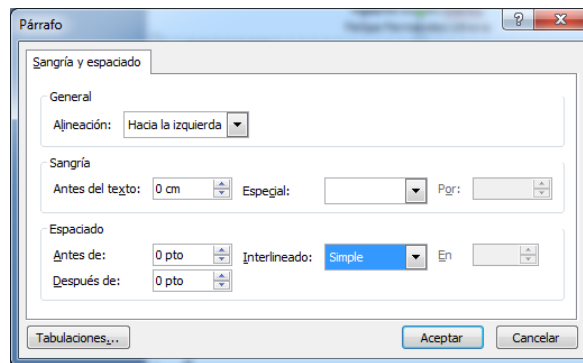 Párrafo
Sangría y espaciado
General
Alineación: Hacia la izquierda
Sangría
Antes del texto: 0 cm Especial: Por:
Espaciado
Antes de: 0 pto Interlineado: Simple En
Después de: 0 pto
Tabulaciones... Aceptar Cancelar